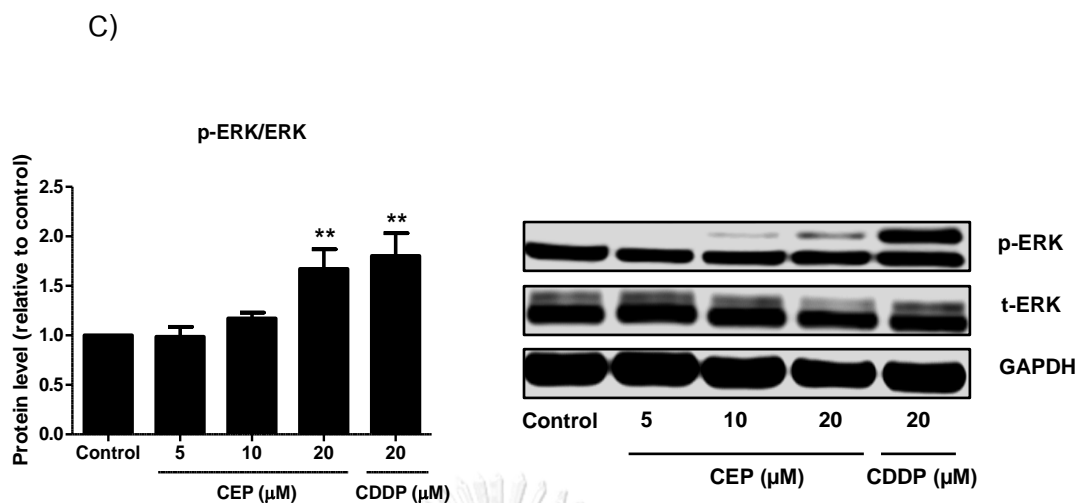 C)
p-ERK/ERK
Protein level (relative to control)
2.5
2.0
1.5
1.0
0.5
0.0
**
**
Control 5 10 20 20
CEP (µM) CDDP (µM)
p-ERK
t-ERK
GAPDH
Control 5 10 20 20
CEP (µM) CDDP (µM)